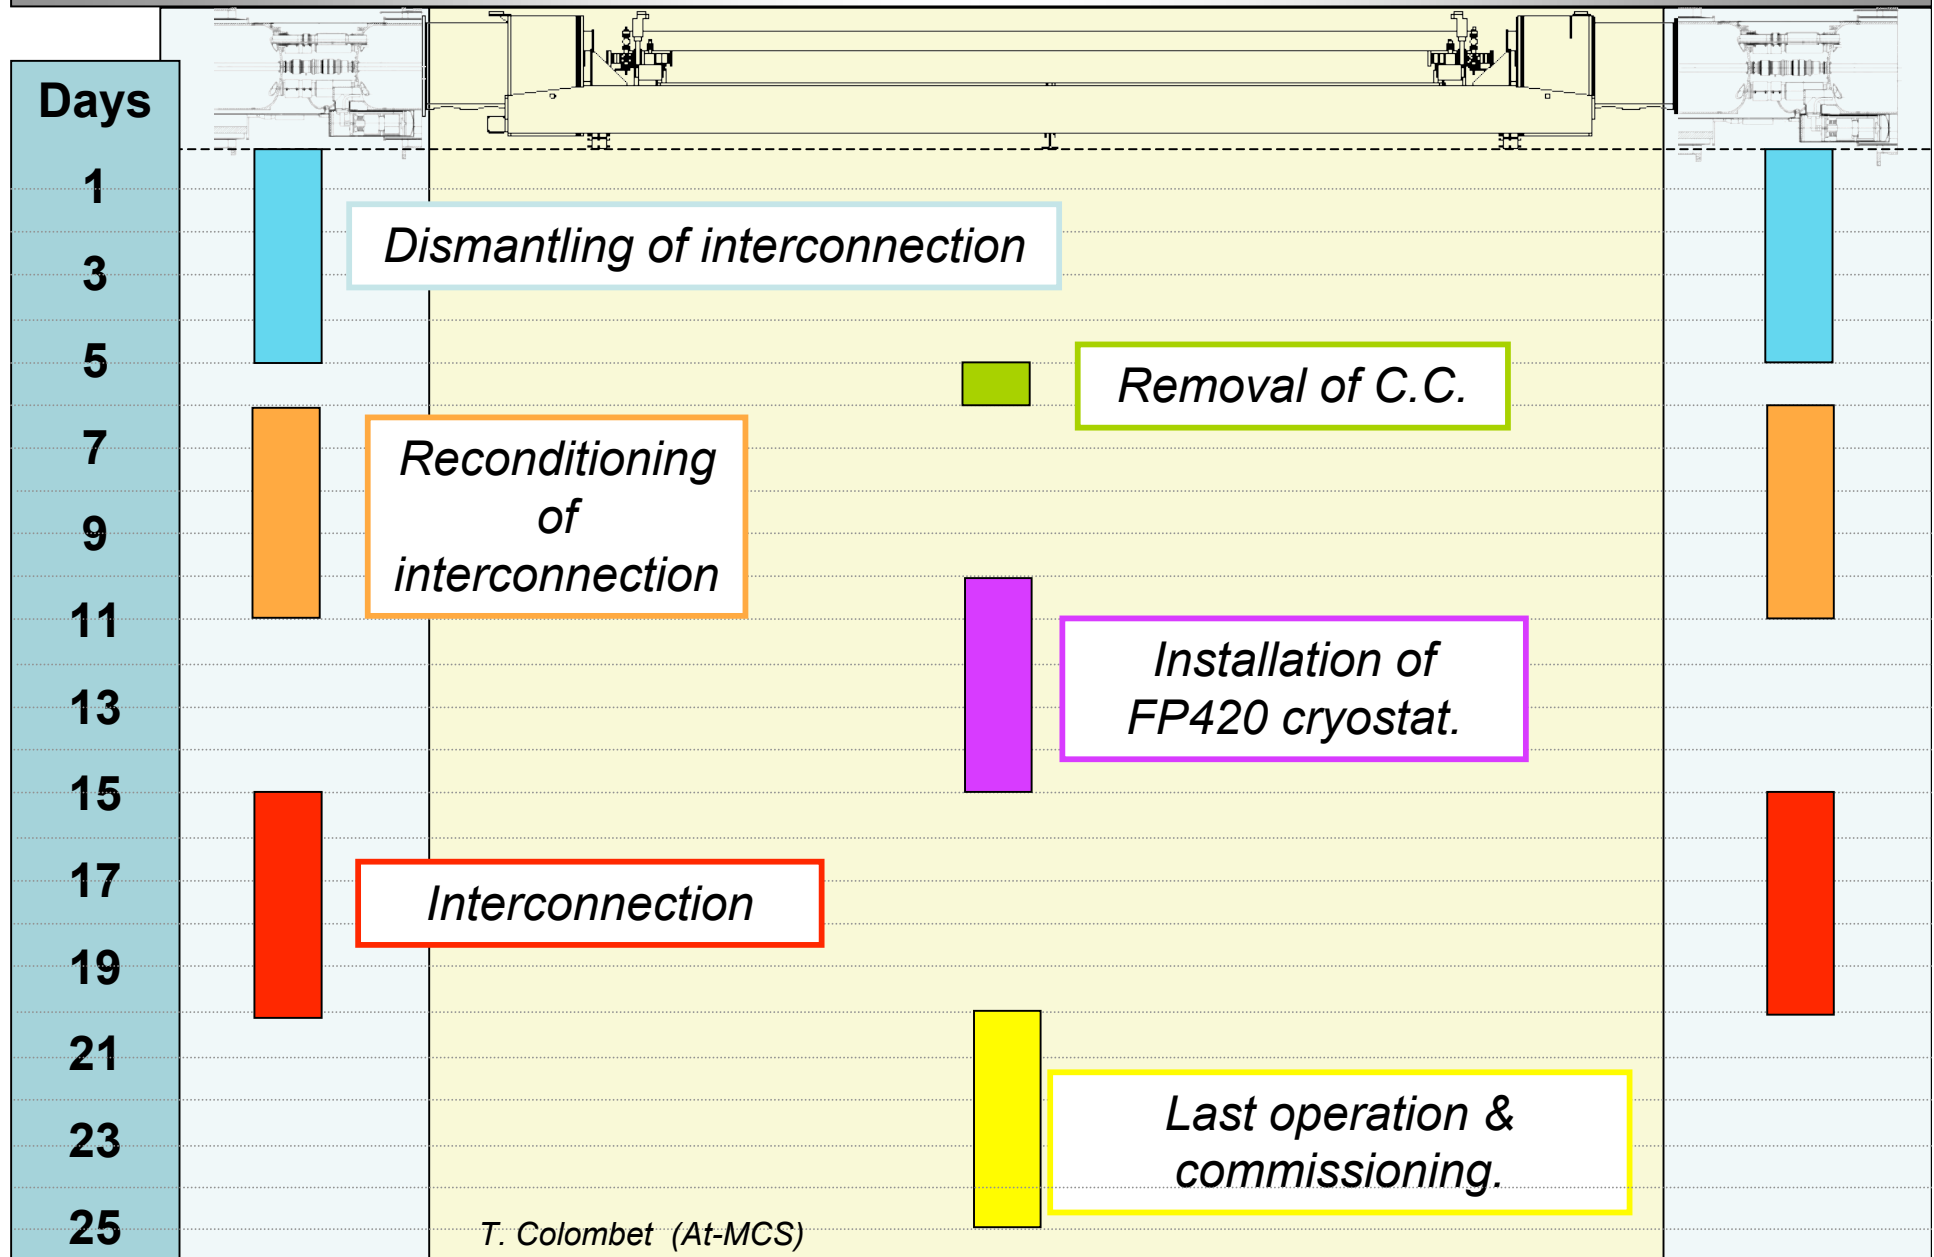 Days
1
Dismantling of interconnection
3
5
Removal of C.C.
7
Reconditioning
of
interconnection
9
11
Installation of
FP420 cryostat.
13
15
17
Interconnection
19
21
Last operation &
commissioning.
23
25
T. Colombet (At-MCS)